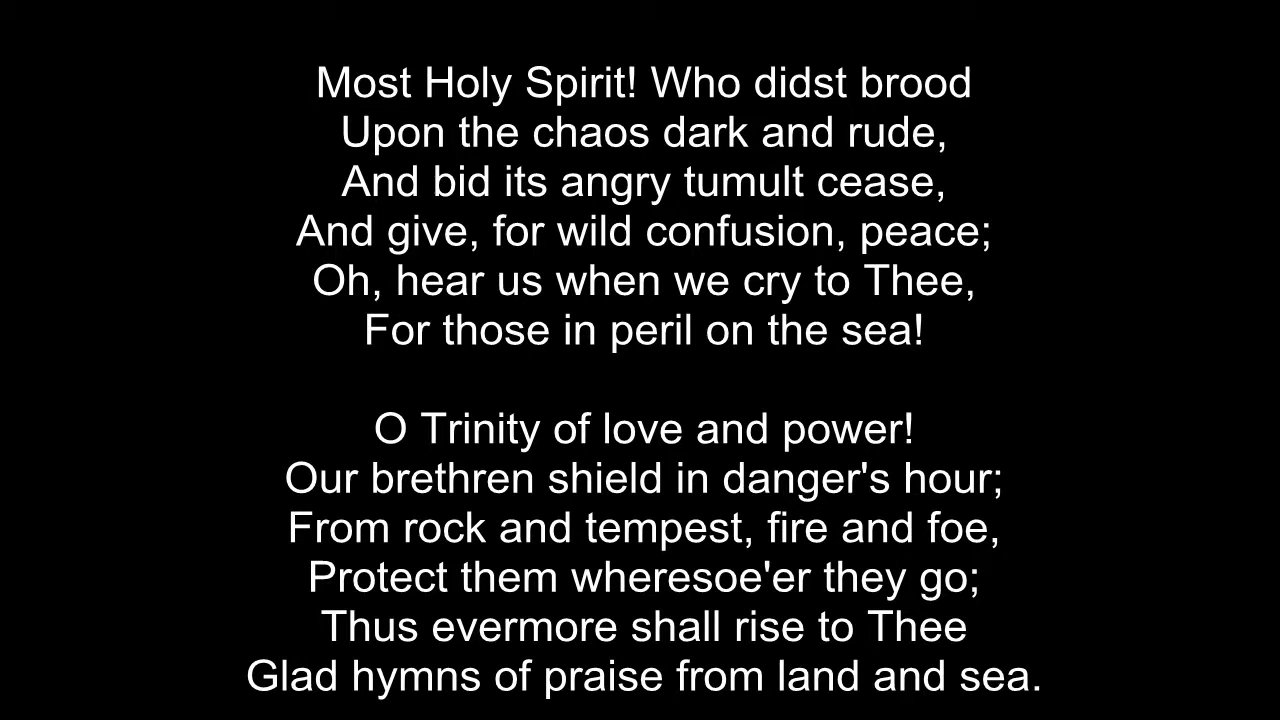 Most Holy Spirit! Who didst brood
Upon the chaos dark and rude,
And bid its angry tumult cease,
And give, for wild confusion, peace;
Oh, hear us when we cry to Thee,
For those in peril on the sea!
O Trinity of love and power!
Our brethren shield in danger's hour;
From rock and tempest, fire and foe,
Protect them wheresoe'er they go;
Thus evermore shall rise to Thee
Glad hymns of praise from land and sea.